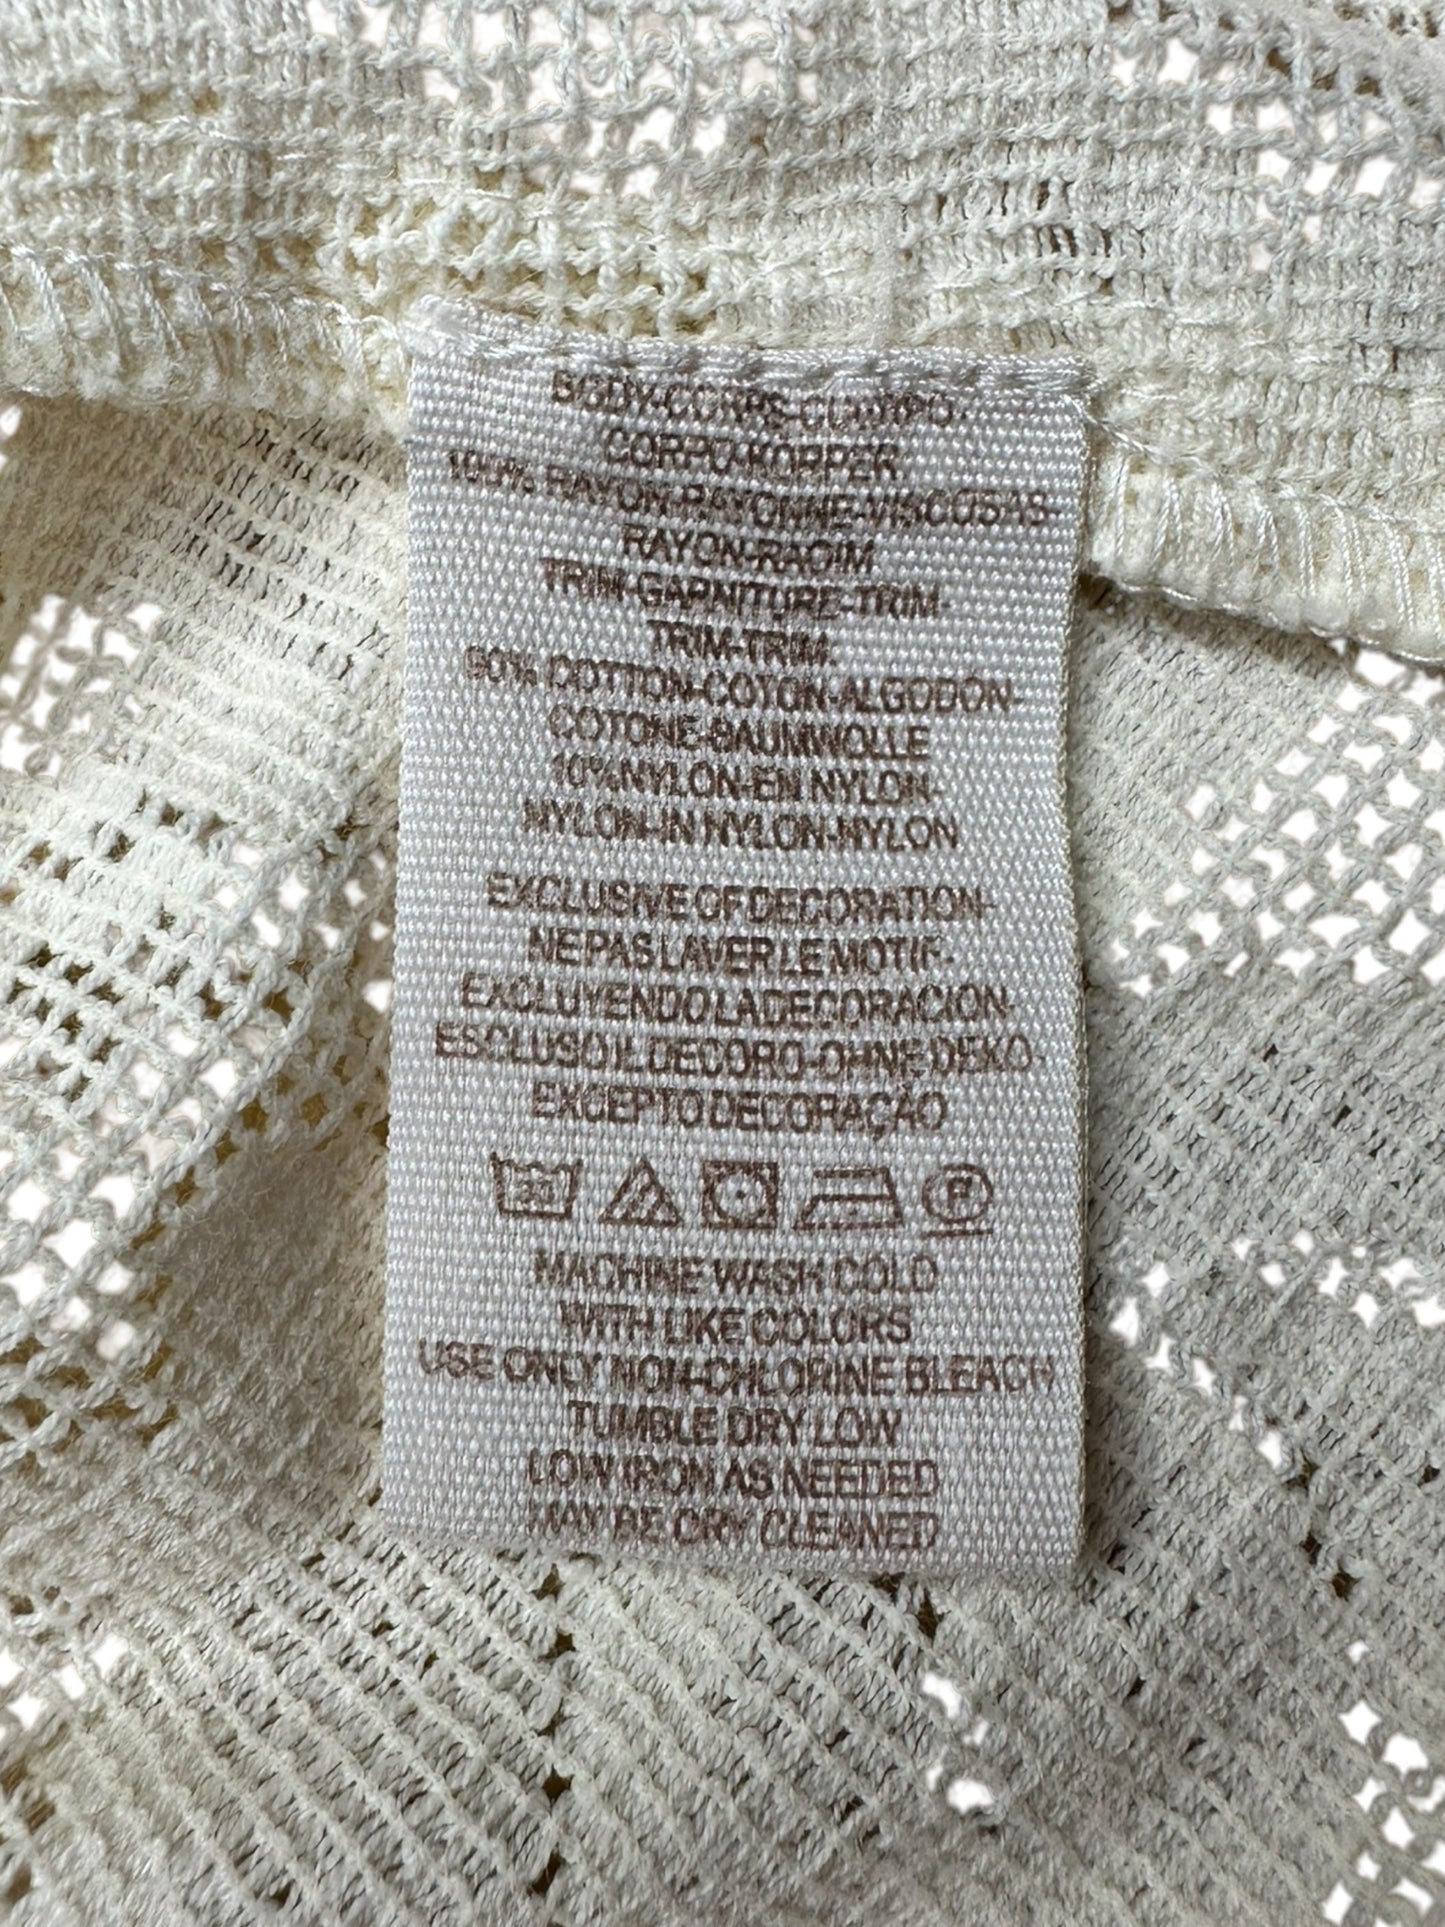 BODY-CORPS-CUERPO-
CORPO-KORPER
100% RAYON-RAYONNE-VISCOSAS-
RAYON-RAOIM
TRIM-GARNITURE-TRIM-
TRIM-TRIM.
90% COTTON-COTON-ALGODON-
COTONE-BAUMWOLLE
10%NYLON-EN NYLON-
NYLON-IN NYLON-NYLON
EXCLUSIVE OF DECORATION-
NE PAS LAVER LE MOTIF-
EXCLUYENDO LA DECORACION-
ESCLUSO IL DECORO-OHNE DEKO-
EXCEPTO DECORAÇÃO
30 P
MACHINE WASH COLD
WITH LIKE COLORS
USE ONLY NON-CHLORINE BLEACH
TUMBLE DRY LOW
LOW IRON AS NEEDED
MAY BE DRY CLEANED